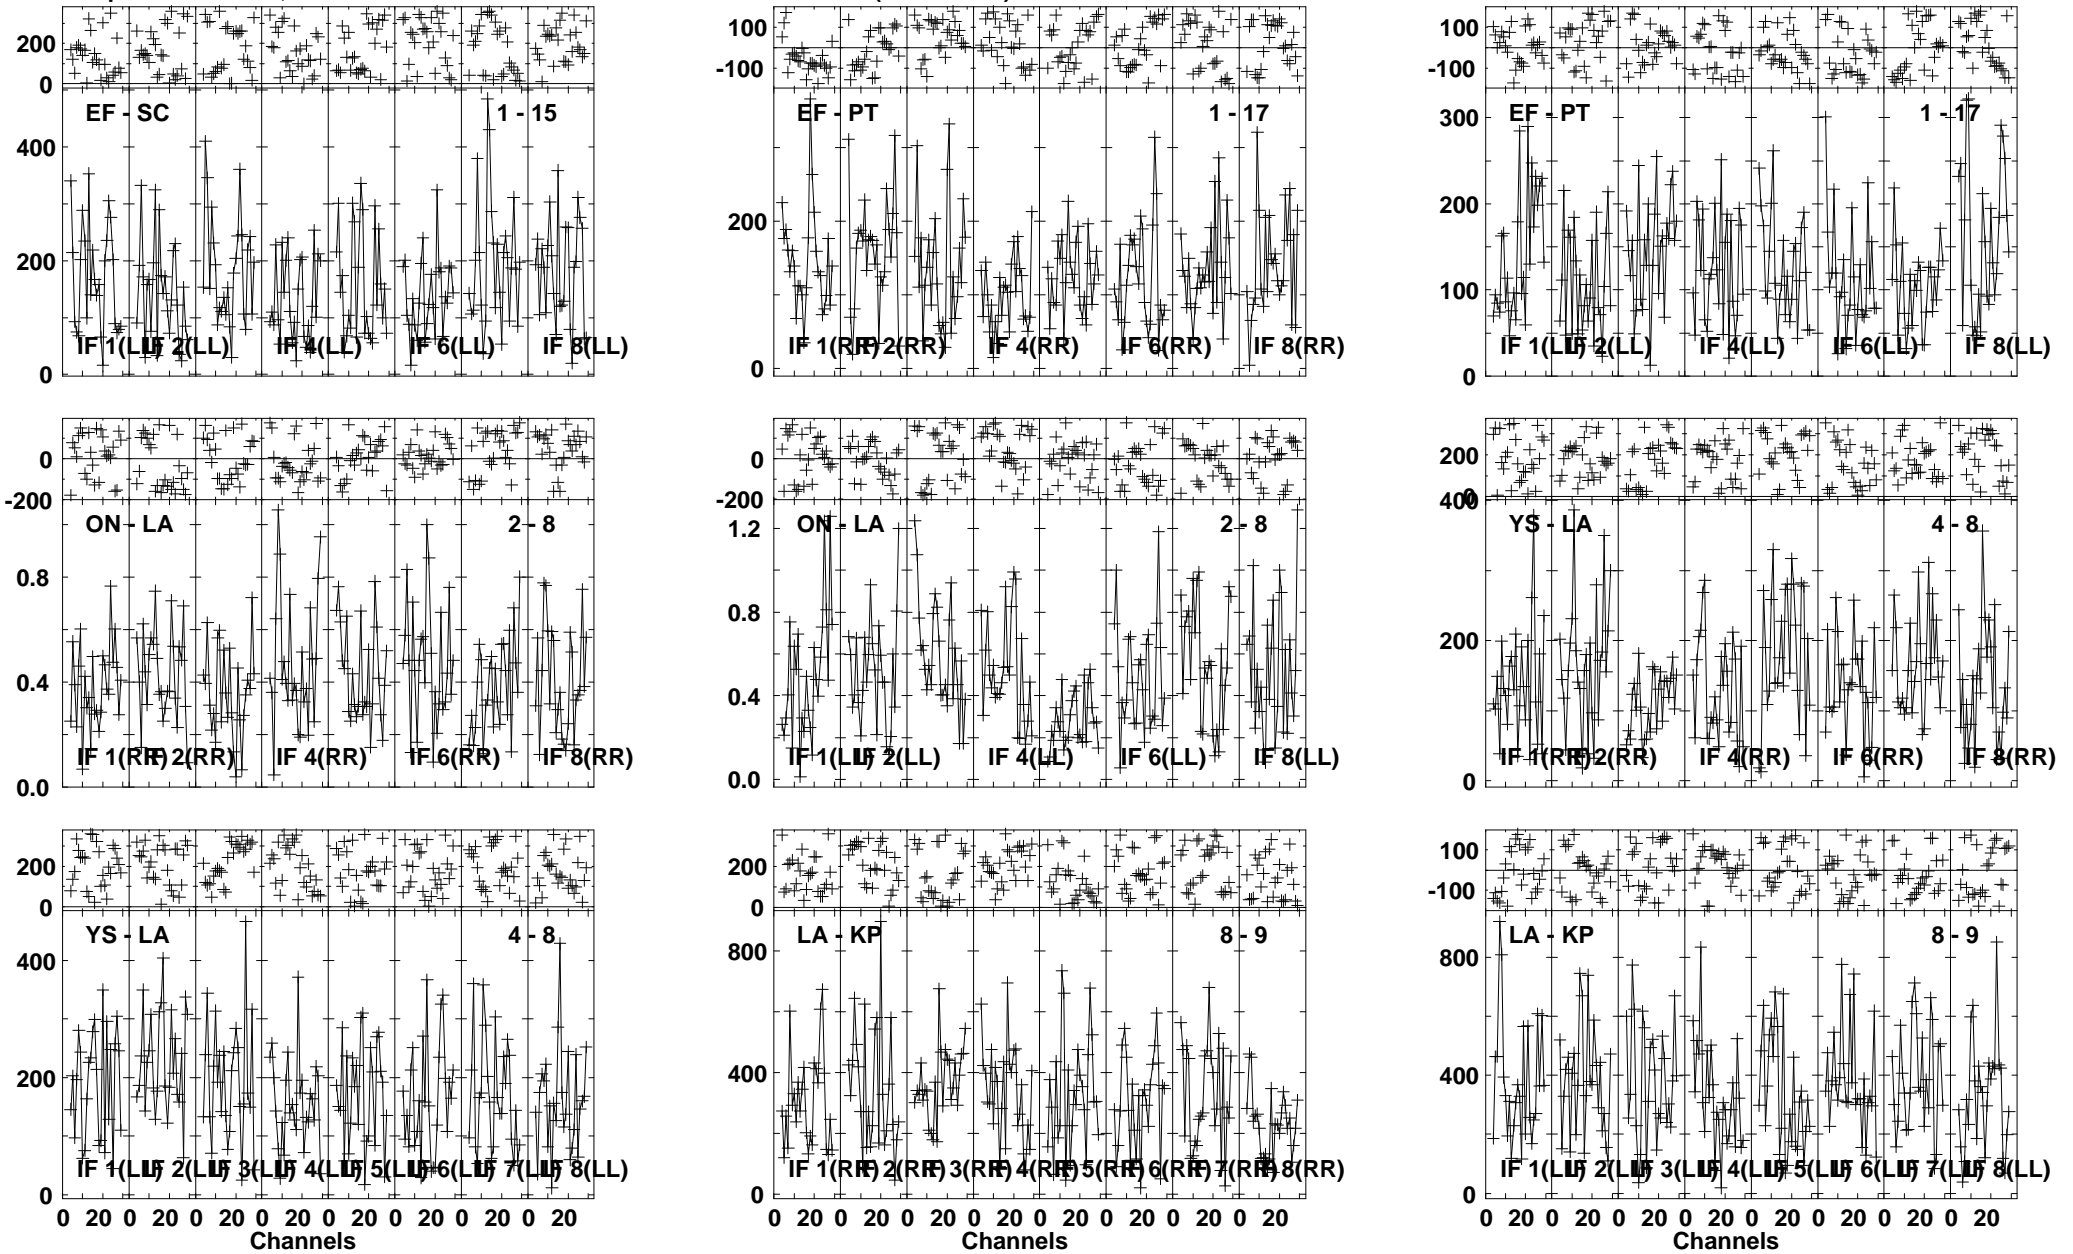 200
0
EF - SC 1 - 15
400
200
0
IF 1(LL) IF 2(LL) IF 4(LL) IF 6(LL) IF 8(LL)
100
-100
EF - PT 1 - 17
200
0
IF 1(RR) IF 2(RR) IF 4(RR) IF 6(RR) IF 8(RR)
100
-100
EF - PT 1 - 17
300
200
100
0
IF 1(LL) IF 2(LL) IF 4(LL) IF 6(LL) IF 8(LL)
0
-200
ON - LA 2 - 8
0.8
0.4
0.0
IF 1(RR) IF 2(RR) IF 4(RR) IF 6(RR) IF 8(RR)
0
-200
ON - LA 2 - 8
1.2
0.8
0.4
0.0
IF 1(LL) IF 2(LL) IF 4(LL) IF 6(LL) IF 8(LL)
200
0
400
YS - LA 4 - 8
200
0
IF 1(RR) IF 2(RR) IF 4(RR) IF 6(RR) IF 8(RR)
200
0
YS - LA 4 - 8
400
200
0
IF 1(LL) IF 2(LL) IF 3(LL) IF 4(LL) IF 5(LL) IF 6(LL) IF 7(LL) IF 8(LL)
0 20 0 20 0 20 0 20 0 20 0 20 0 20 0 20
Channels
200
0
LA - KP 8 - 9
800
400
0
IF 1(RR) IF 2(RR) IF 3(RR) IF 4(RR) IF 5(RR) IF 6(RR) IF 7(RR) IF 8(RR)
0 20 0 20 0 20 0 20 0 20 0 20 0 20 0 20
Channels
100
-100
LA - KP 8 - 9
800
400
0
IF 1(LL) IF 2(LL) IF 3(LL) IF 4(LL) IF 5(LL) IF 6(LL) IF 7(LL) IF 8(LL)
0 20 0 20 0 20 0 20 0 20 0 20 0 20 0 20
Channels